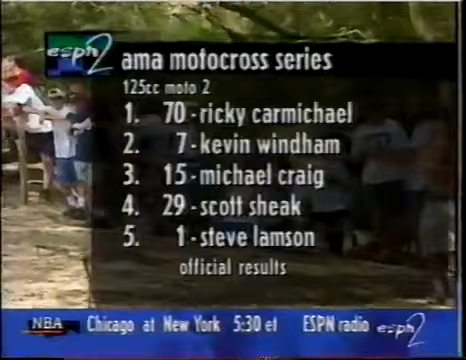 espn2
ama motocross series
125cc moto 2
1. 70 - ricky carmichael
2. 7 - kevin windham
3. 15 - michael craig
4. 29 - scott sheak
5. 1 - steve lamson
official results
NBA Chicago at New York 5:30 et ESPN radio espn2